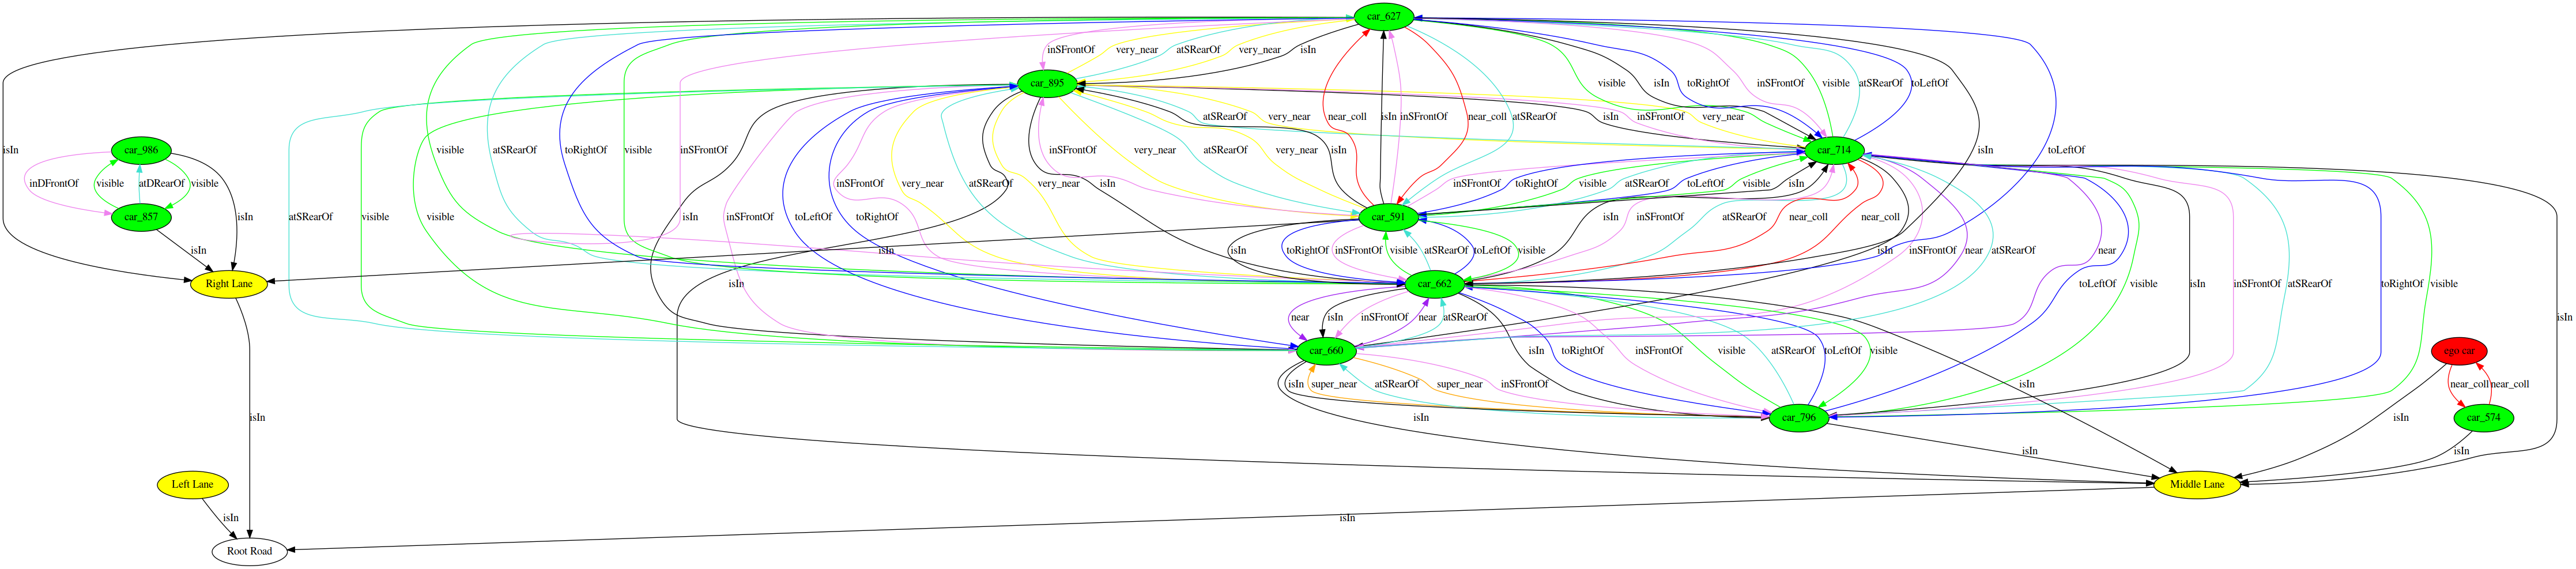 car_627
inSFrontOf very_near atSRearOf very_near isIn
car_895
visible isIn toRightOf inSFrontOf visible atSRearOf toLeftOf
atSRearOf very_near near_coll isIn inSFrontOf near_coll atSRearOf isIn inSFrontOf very_near
isIn car_986 visible atSRearOf toRightOf visible inSFrontOf inSFrontOf very_near atSRearOf very_near isIn car_714 isIn toLeftOf
inDFrontOf visible atDRearOf visible inSFrontOf very_near atSRearOf very_near isIn inSFrontOf toRightOf visible atSRearOf toLeftOf visible isIn
car_857 atSRearOf visible visible isIn inSFrontOf toLeftOf toRightOf car_591 isIn inSFrontOf atSRearOf near_coll near_coll near
isIn isIn
isIn isIn isIn toRightOf inSFrontOf visible atSRearOf toLeftOf visible isIn inSFrontOf near atSRearOf
Right Lane isIn car_662 toLeftOf visible isIn inSFrontOf atSRearOf toRightOf visible
near isIn inSFrontOf near atSRearOf isIn
car_660 isIn toRightOf inSFrontOf visible atSRearOf toLeftOf visible ego car
isIn super_near atSRearOf super_near inSFrontOf isIn near_coll near_coll
isIn isIn car_796 isIn car_574
isIn isIn
Left Lane Middle Lane
isIn isIn
Root Road